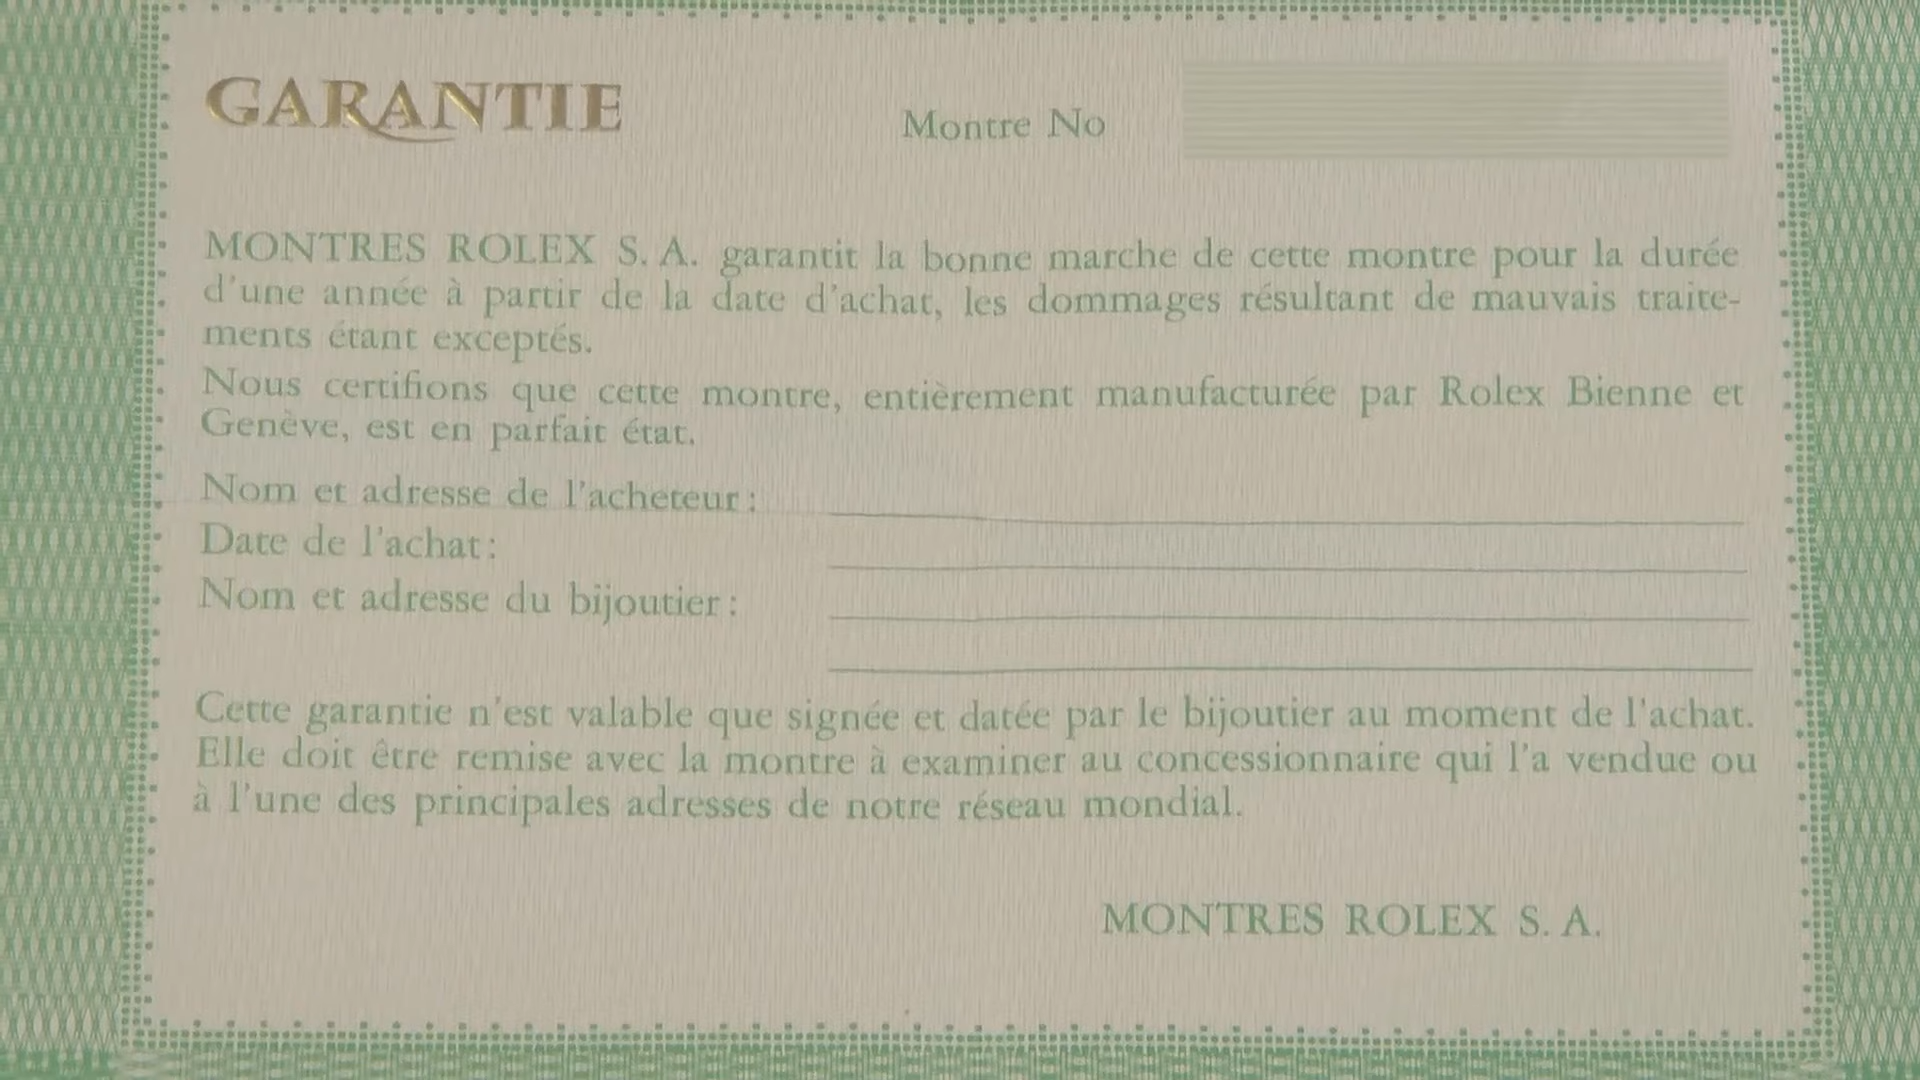 GARANTIE
Montre No
MONTRES ROLEX S. A. garantit la bonne marche de cette montre pour la durée
d'une année à partir de la date d'achat, les dommages résultant de mauvais traite-
ments étant exceptés.
Nous certifions que cette montre, entièrement manufacturée par Rolex Bienne et
Genève, est en parfait état.
Nom et adresse de l'acheteur:
Date de l'achat:
Nom et adresse du bijoutier:
Cette garantie n'est valable que signée et datée par le bijoutier au moment de l'achat.
Elle doit être remise avec la montre à examiner au concessionnaire qui l'a vendue ou
à l'une des principales adresses de notre réseau mondial.
MONTRES ROLEX S. A.